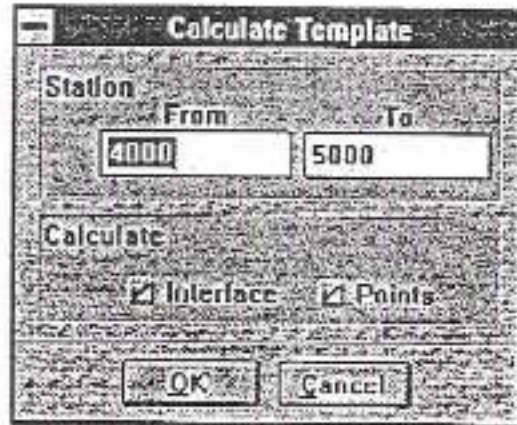 Calculate Template
Station
From To
4000 5000
Calculate
Interface Points
OK Cancel